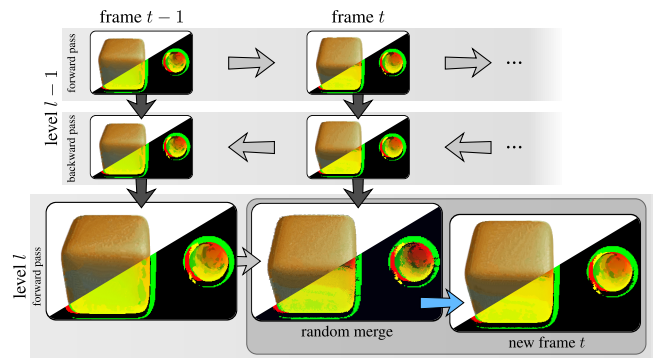 frame t − 1
frame t
level l − 1
forward pass
...
backward pass
...
level l
forward pass
random merge
new frame t